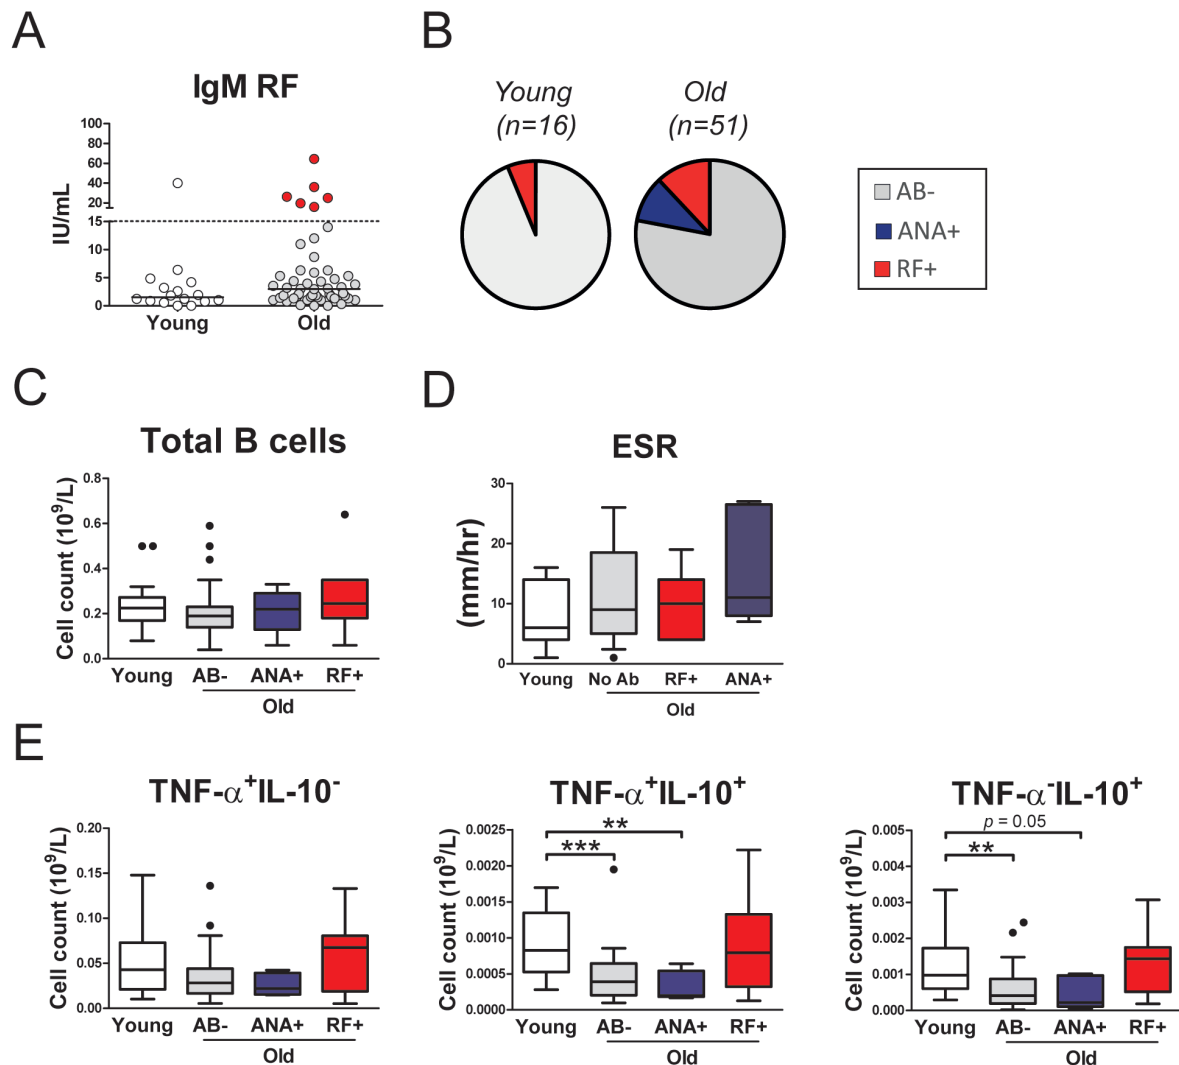 A
IgM RF
IU/mL
100
80
60
40
20
15
10
5
0
Young
Old
B
Young
(n=16)
Old
(n=51)
AB-
ANA+
RF+
C
Total B cells
Cell count (10⁹/L)
0.8
0.6
0.4
0.2
0.0
Young
AB-
ANA+
RF+
Old
D
ESR
(mm/hr)
30
20
10
0
Young
No Ab
RF+
ANA+
Old
E
TNF-α⁺IL-10⁻
Cell count (10⁹/L)
0.20
0.15
0.10
0.05
0.00
Young
AB-
ANA+
RF+
Old
TNF-α⁺IL-10⁺
Cell count (10⁹/L)
0.0025
0.0020
0.0015
0.0010
0.0005
0.0000
**
***
Young
AB-
ANA+
RF+
Old
TNF-α⁻IL-10⁺
Cell count (10⁹/L)
0.005
0.004
0.003
0.002
0.001
0.000
p = 0.05
**
Young
AB-
ANA+
RF+
Old